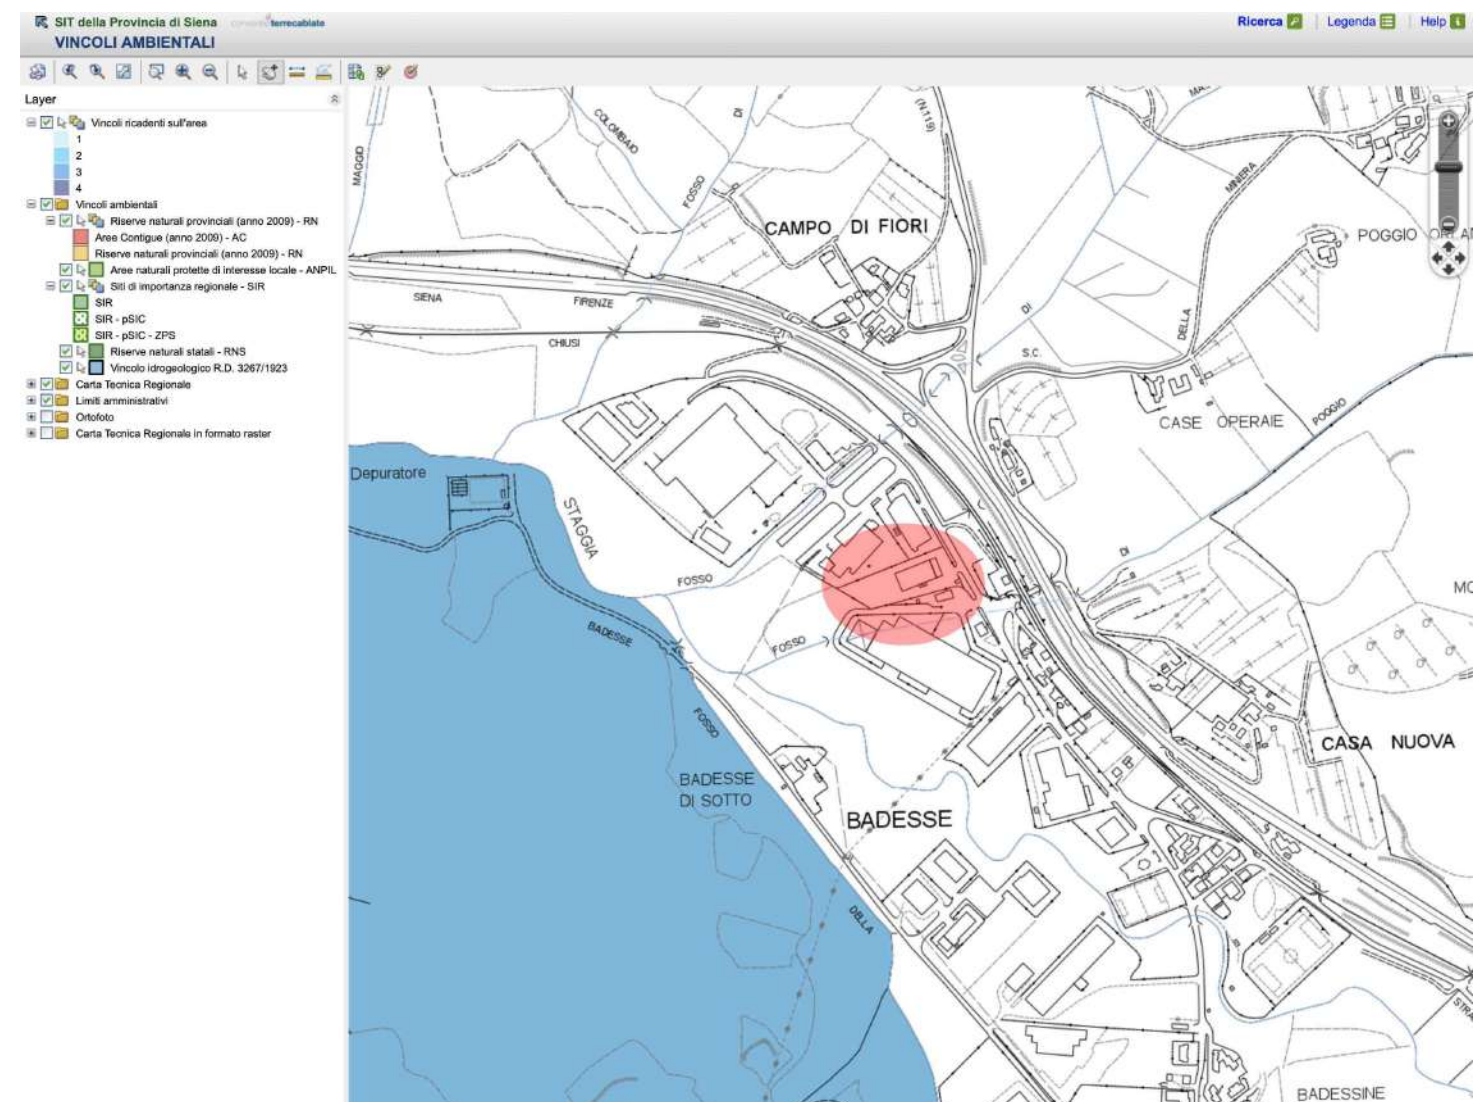 SIT della Provincia di Siena
terrecablate
Ricerca
Legenda
Help
VINCOLI AMBIENTALI
Layer
Vincoli ricadenti sull'area
1
2
3
4
Vincoli ambientali
Riserve naturali provinciali (anno 2009) - RN
Aree Contigue (anno 2009) - AC
Riserve naturali provinciali (anno 2009) - RN
Aree naturali protette di interesse locale - ANPIL
Siti di importanza regionale - SIR
SIR
SIR - pSIC
SIR - pSIC - ZPS
Riserve naturali statali - RNS
Vincolo idrogeologico R.D. 3267/1923
Carta Tecnica Regionale
Limiti amministrativi
Ortofoto
Carta Tecnica Regionale in formato raster
MAGGIO
COLOMBAIO
FOSSO
DI
(N.119)
MINIERA
CAMPO DI FIORI
POGGIO
SIENA
FIRENZE
CHIUSI
DI
S.C.
DELLA
CASE OPERAIE
POGGIO
Depuratore
STAGGIA
FOSSO
DI
BADESSE
FOSSO
FOSSO
CASA NUOVA
BADESSE
DI SOTTO
BADESSE
DELLA
BADESSINE